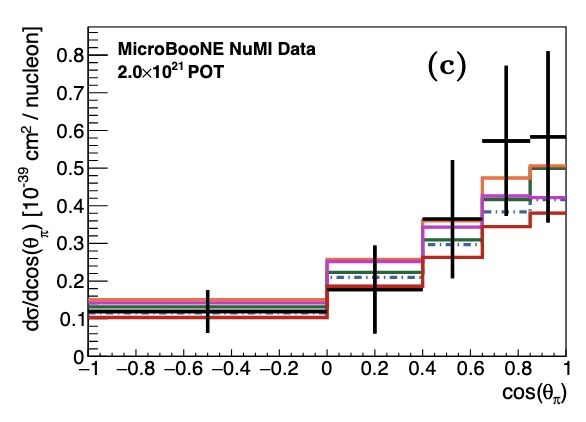 MicroBooNE NuMI Data
2.0×10²¹ POT
(c)
dσ/dcos(θπ) [10⁻³⁹ cm² / nucleon]
0.8
0.7
0.6
0.5
0.4
0.3
0.2
0.1
0
−1 −0.8 −0.6 −0.4 −0.2 0 0.2 0.4 0.6 0.8 1
cos(θπ)